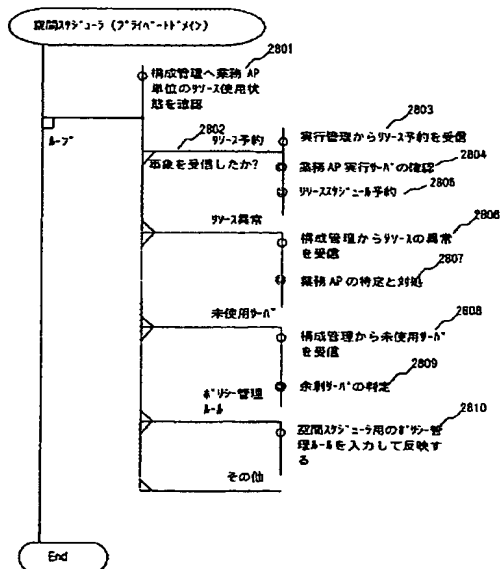 空間スケジューラ (プライベートドメイン)
2801
構成管理へ業務 AP
単位のリソース使用状
態を確認
ループ
2802
リソース予約
事象を受信したか?
2803
実行管理からリソース予約を受信
2804
業務 AP 実行サーバの確認
2805
リソーススケジュール予約
リソース異常
2806
構成管理からリソースの異常
を受信
2807
業務 AP の特定と対処
未使用サーバ
2808
構成管理から未使用サーバ
を受信
2809
余剰サーバの判定
ポリシー管理
ルール
2810
空間スケジューラ用のポリシー管
理ルールを入力して反映す
る
その他
End